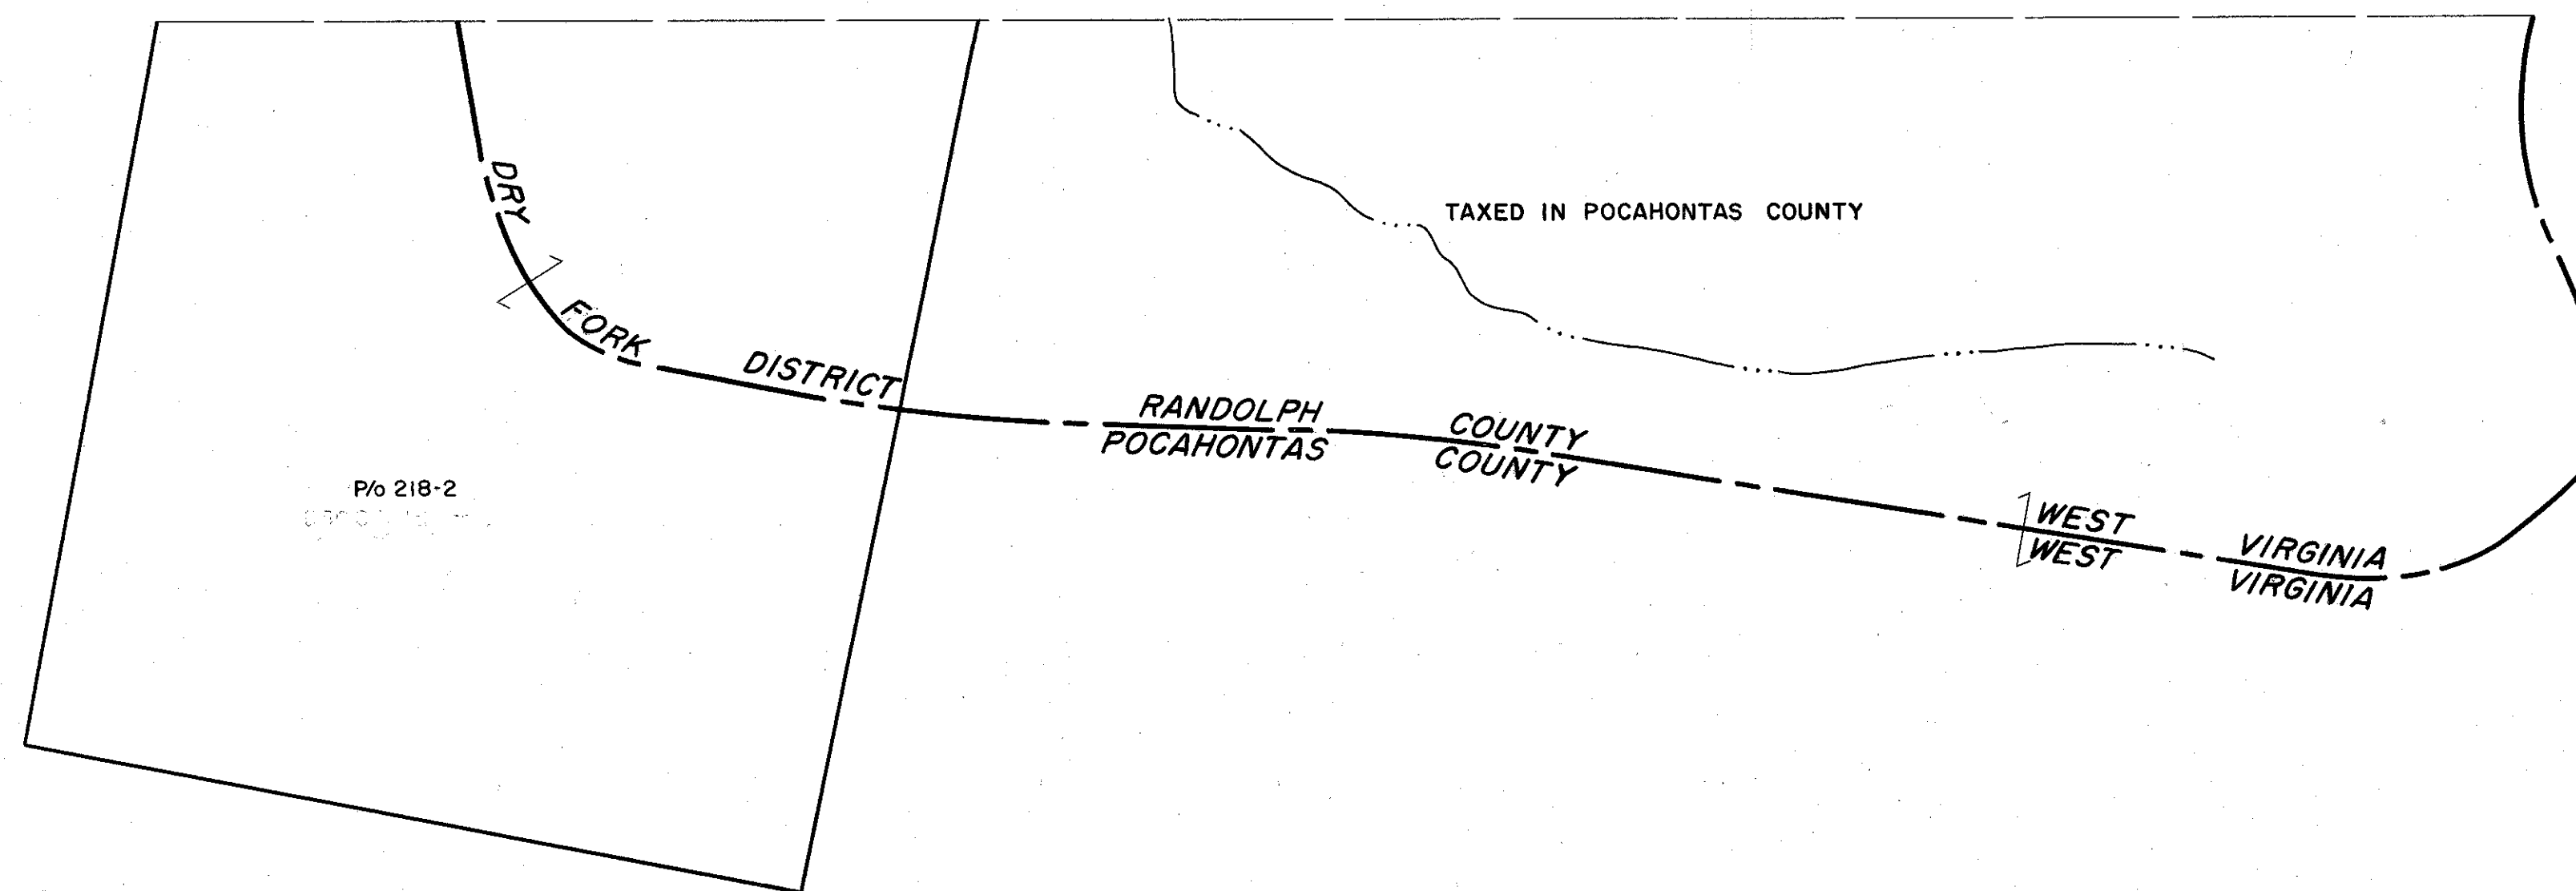 DRY FORK DISTRICT
TAXED IN POCAHONTAS COUNTY
RANDOLPH COUNTY WEST VIRGINIA
POCAHONTAS COUNTY WEST VIRGINIA
P/o 218-2